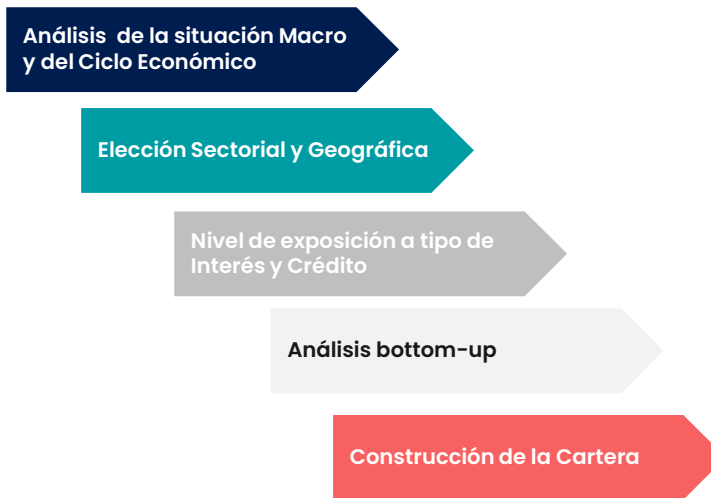 Análisis de la situación Macro
y del Ciclo Económico
Elección Sectorial y Geográfica
Nivel de exposición a tipo de
Interés y Crédito
Análisis bottom-up
Construcción de la Cartera